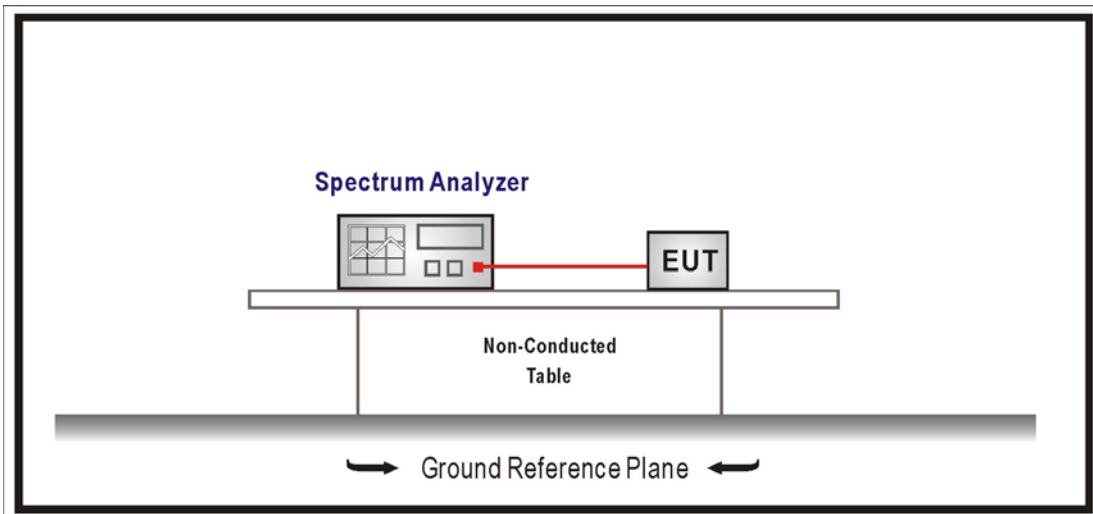 Spectrum Analyzer
EUT
Non-Conducted
Table
Ground Reference Plane